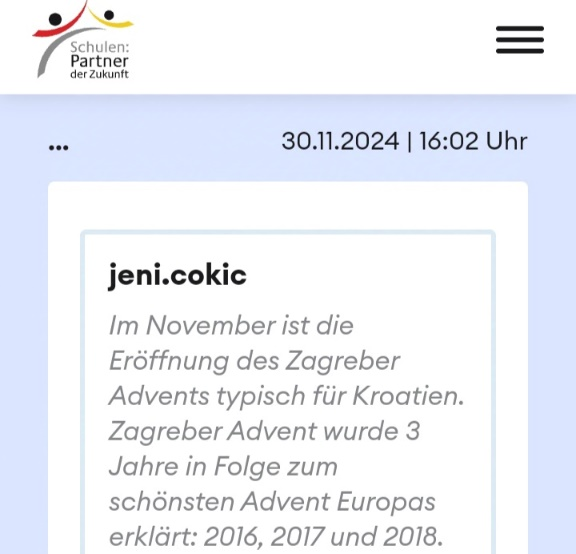 Schulen:
Partner
der Zukunft
... 30.11.2024 | 16:02 Uhr
jeni.cokic
Im November ist die
Eröffnung des Zagreber
Advents typisch für Kroatien.
Zagreber Advent wurde 3
Jahre in Folge zum
schönsten Advent Europas
erklärt: 2016, 2017 und 2018.